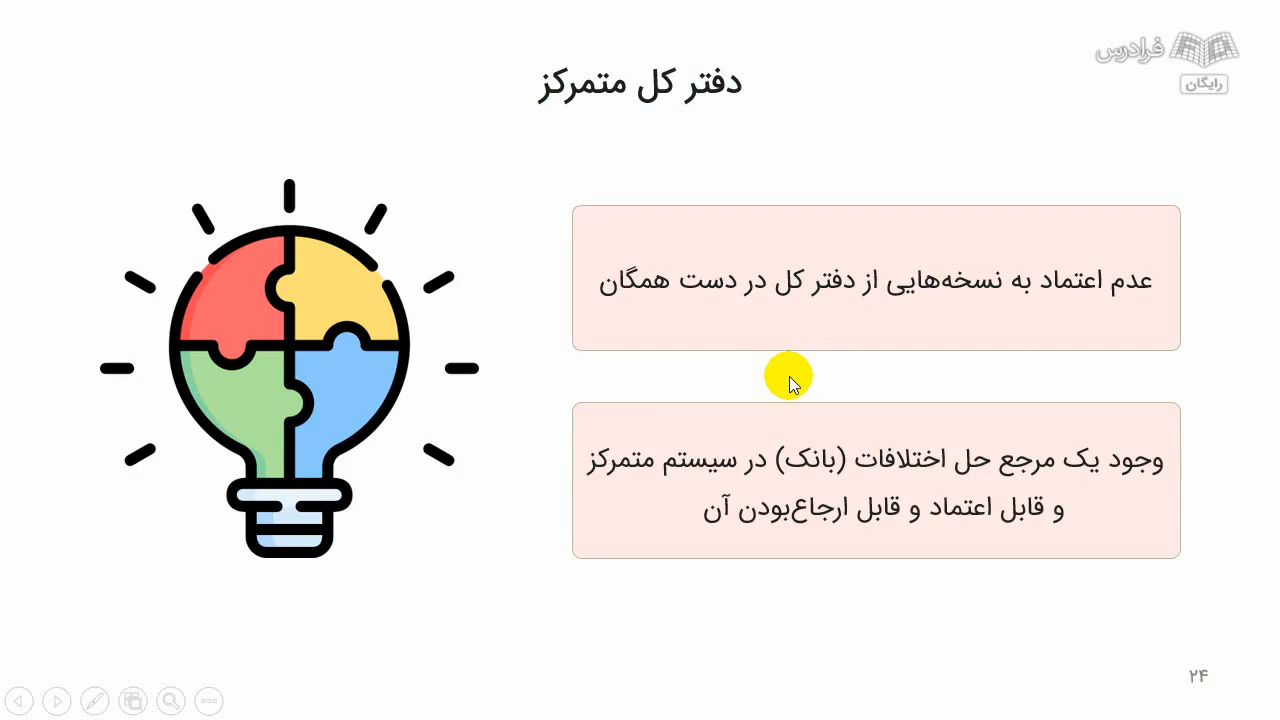 فرادرس
رایگان
دفتر کل متمرکز
عدم اعتماد به نسخه‌هایی از دفتر کل در دست همگان
وجود یک مرجع حل اختلافات (بانک) در سیستم متمرکز
و قابل اعتماد و قابل ارجاع‌بودن آن
۲۴